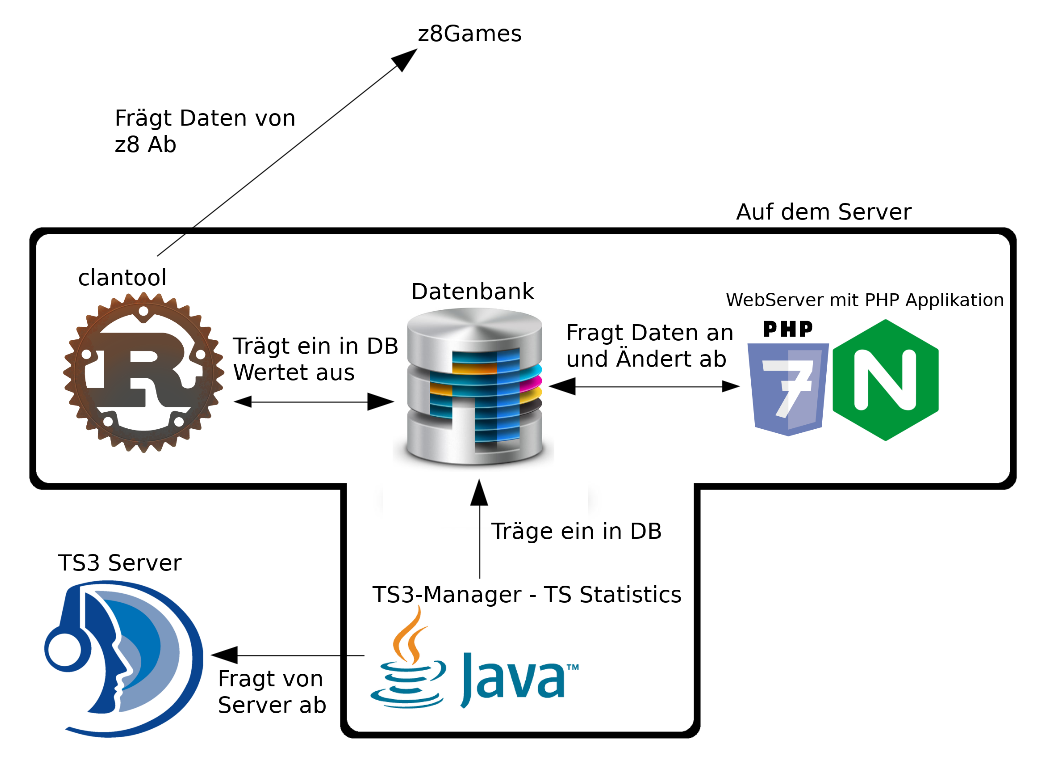 z8Games
Frägt Daten von
z8 Ab
Auf dem Server
clantool
Datenbank
WebServer mit PHP Applikation
PHP
7
N
R
Trägt ein in DB
Wertet aus
Fragt Daten an
und Ändert ab
Träge ein in DB
TS3 Server
TS3-Manager - TS Statistics
Java™
Fragt von
Server ab